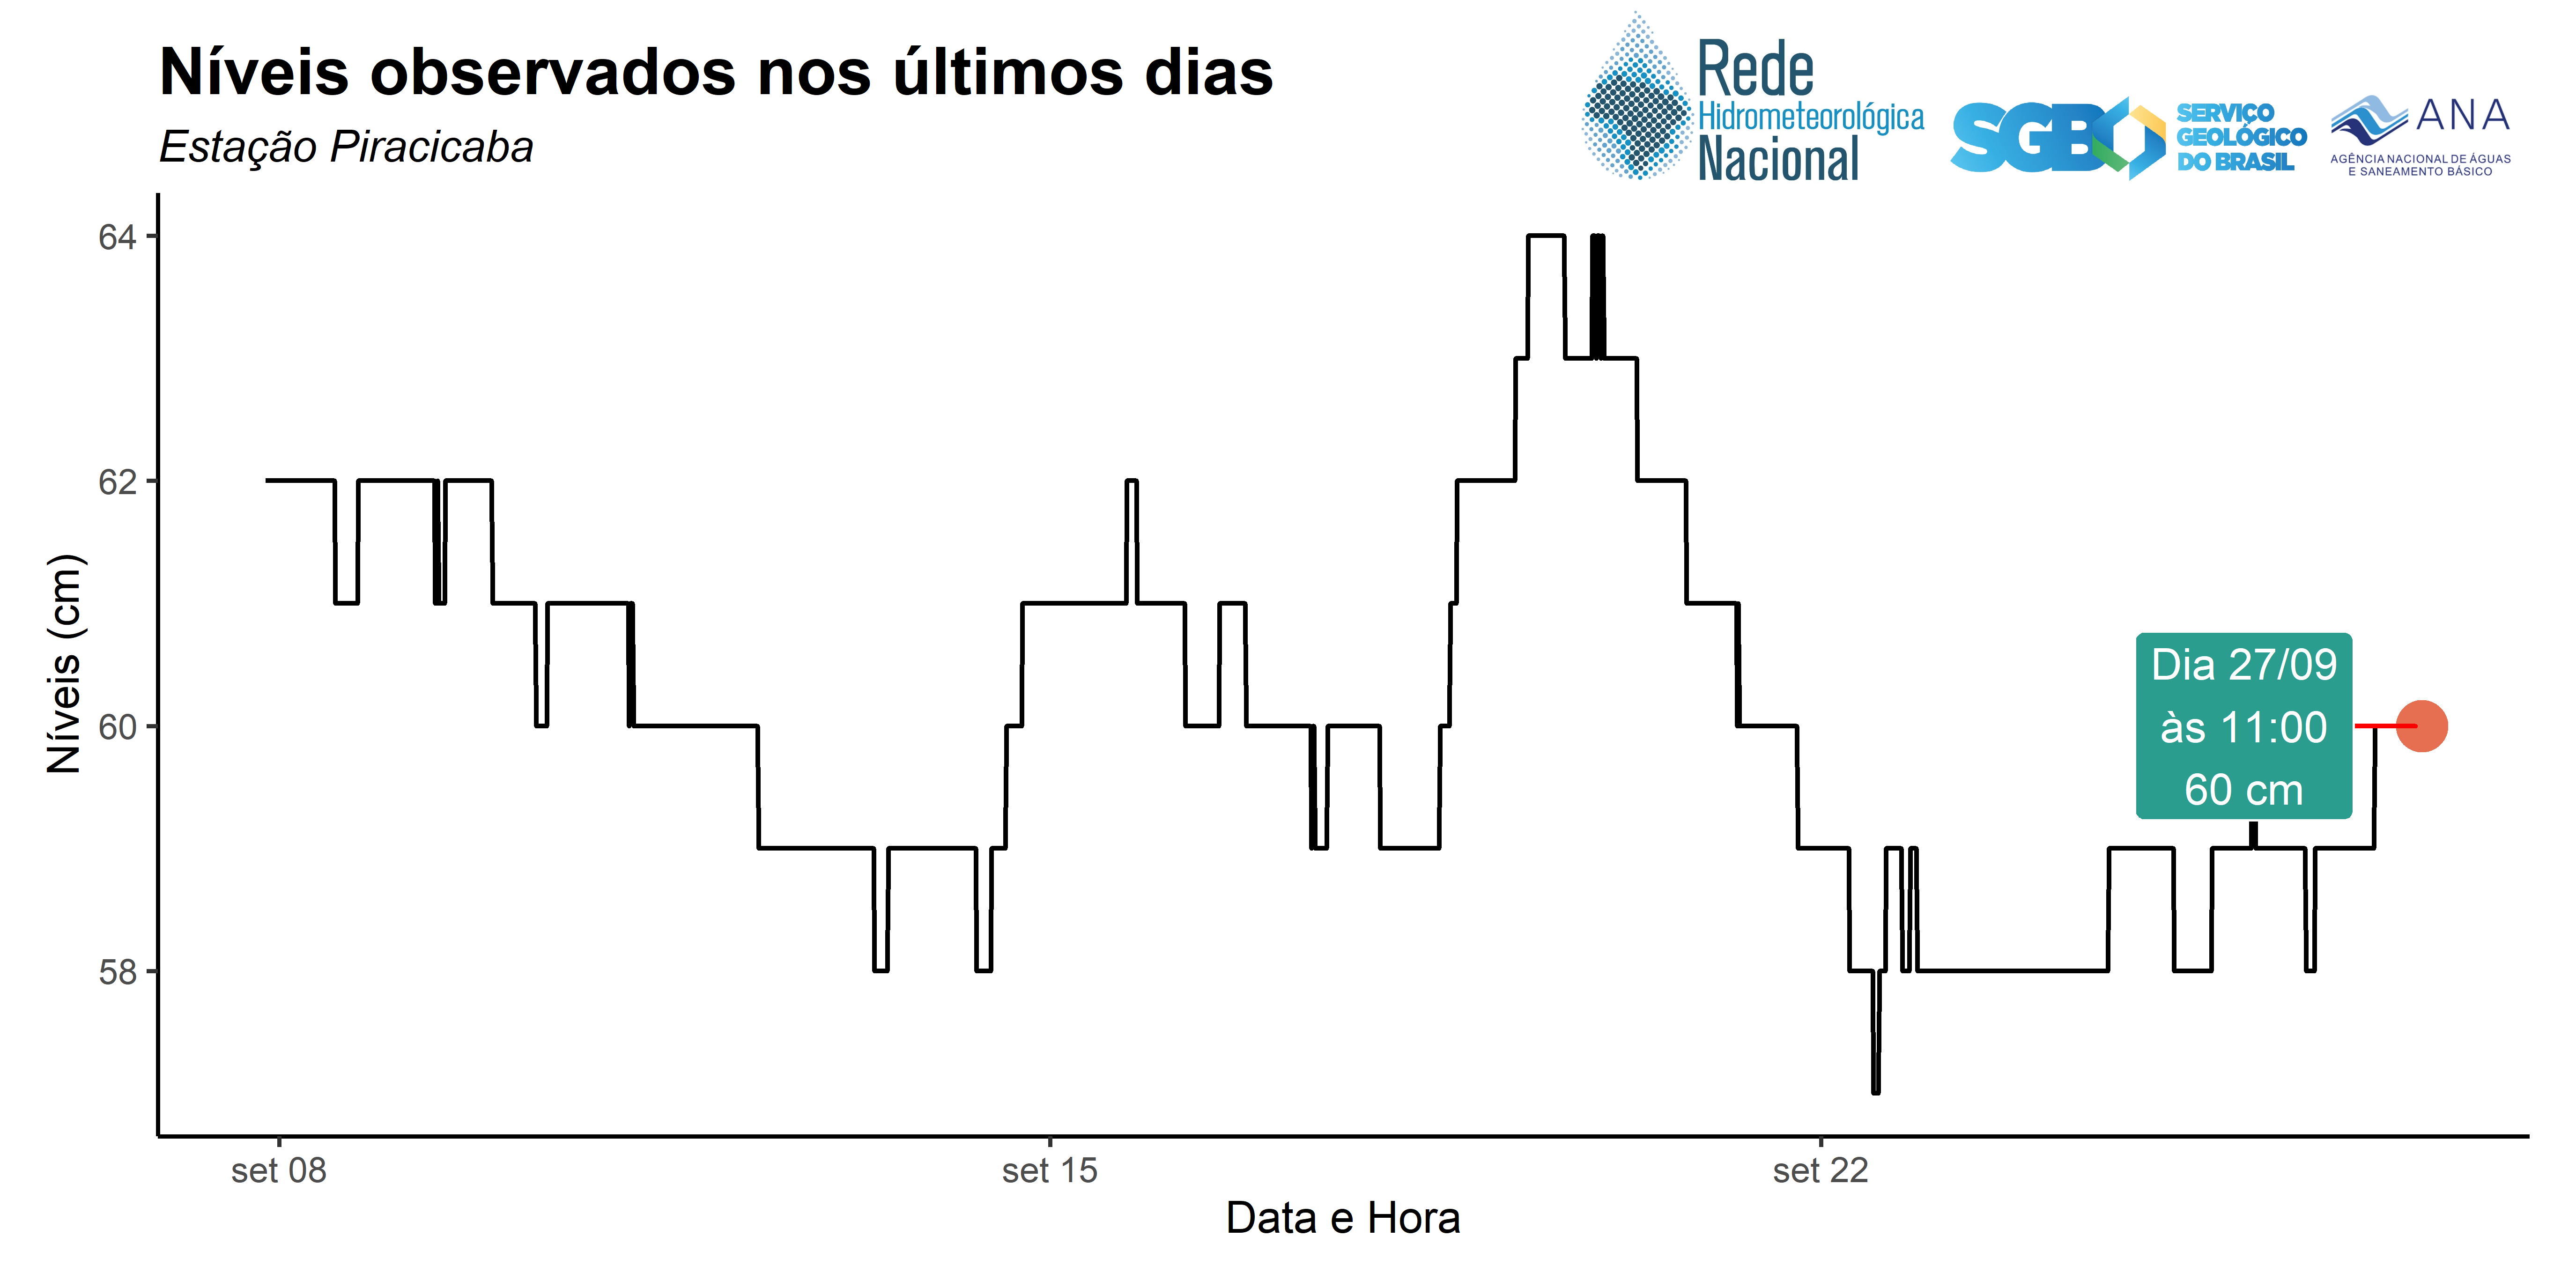 Níveis observados nos últimos dias
Estação Piracicaba
Rede
Hidrometeorológica
Nacional
SGB
SERVIÇO
GEOLÓGICO
DO BRASIL
ANA
AGÊNCIA NACIONAL DE ÁGUAS
E SANEAMENTO BÁSICO
Níveis (cm)
64
62
60
58
Dia 27/09
às 11:00
60 cm
set 08
set 15
set 22
Data e Hora